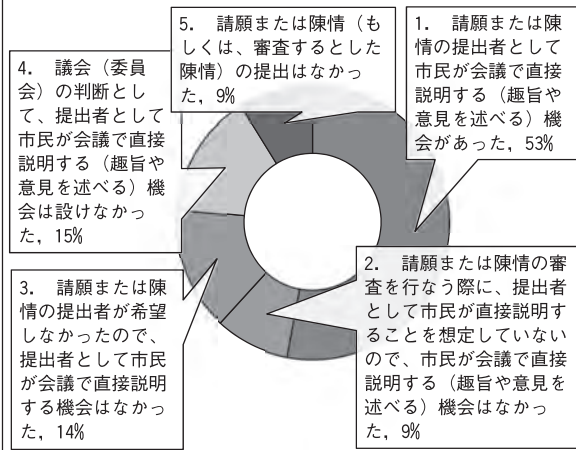 1． 請願または陳
情の提出者として
市民が会議で直接
説明する（趣旨や
意見を述べる）機
会があった，53%
2． 請願または陳情の審
査を行なう際に、提出者
として市民が直接説明す
ることを想定していない
ので、市民が会議で直接
説明する（趣旨や意見を
述べる）機会はなかっ
た，9%
3． 請願または陳
情の提出者が希望
しなかったので、
提出者として市民
が会議で直接説明
する機会はなかっ
た，14%
4． 議会（委員
会）の判断とし
て、提出者として
市民が会議で直接
説明する（趣旨や
意見を述べる）機
会は設けなかっ
た，15%
5． 請願または陳情（も
しくは、審査するとした
陳情）の提出はなかっ
た，9%